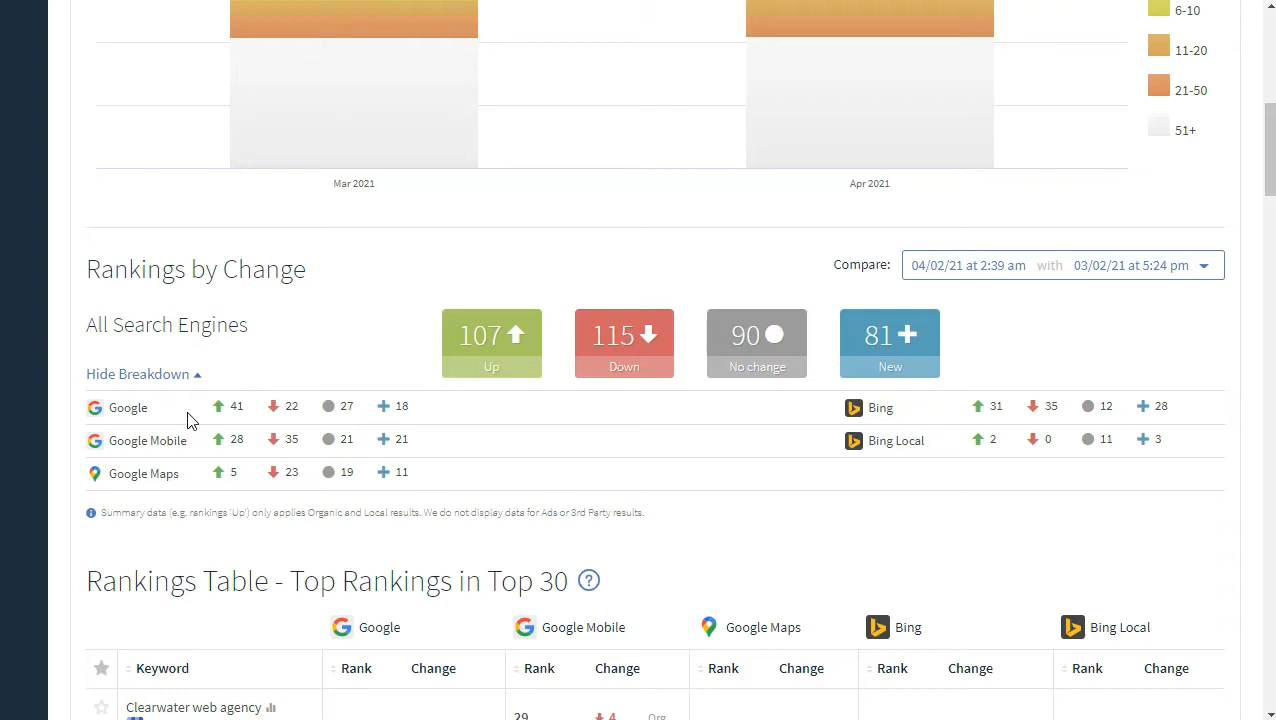 6-10
11-20
21-50
51+
Mar 2021 Apr 2021
Rankings by Change
Compare: 04/02/21 at 2:39 am with 03/02/21 at 5:24 pm
All Search Engines
107 115 90 81
Up Down No change New
Hide Breakdown
Google 41 22 27 18 Bing 31 35 12 28
Google Mobile 28 35 21 21 Bing Local 2 0 11 3
Google Maps 5 23 19 11
Summary data (e.g. rankings 'Up') only applies Organic and Local results. We do not display data for Ads or 3rd Party results.
Rankings Table - Top Rankings in Top 30 ?
Google Google Mobile Google Maps Bing Bing Local
Keyword Rank Change Rank Change Rank Change Rank Change Rank Change
Clearwater web agency
29 4 Org